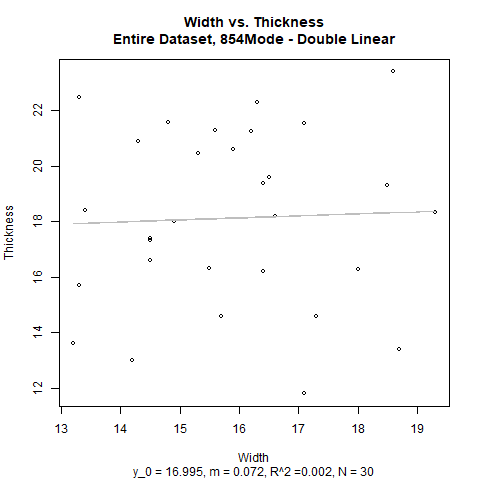 Width vs. Thickness
Entire Dataset, 854Mode - Double Linear
22
20
18
16
14
12
Thickness
13 14 15 16 17 18 19
Width
y_0 = 16.995, m = 0.072, R^2 =0.002, N = 30